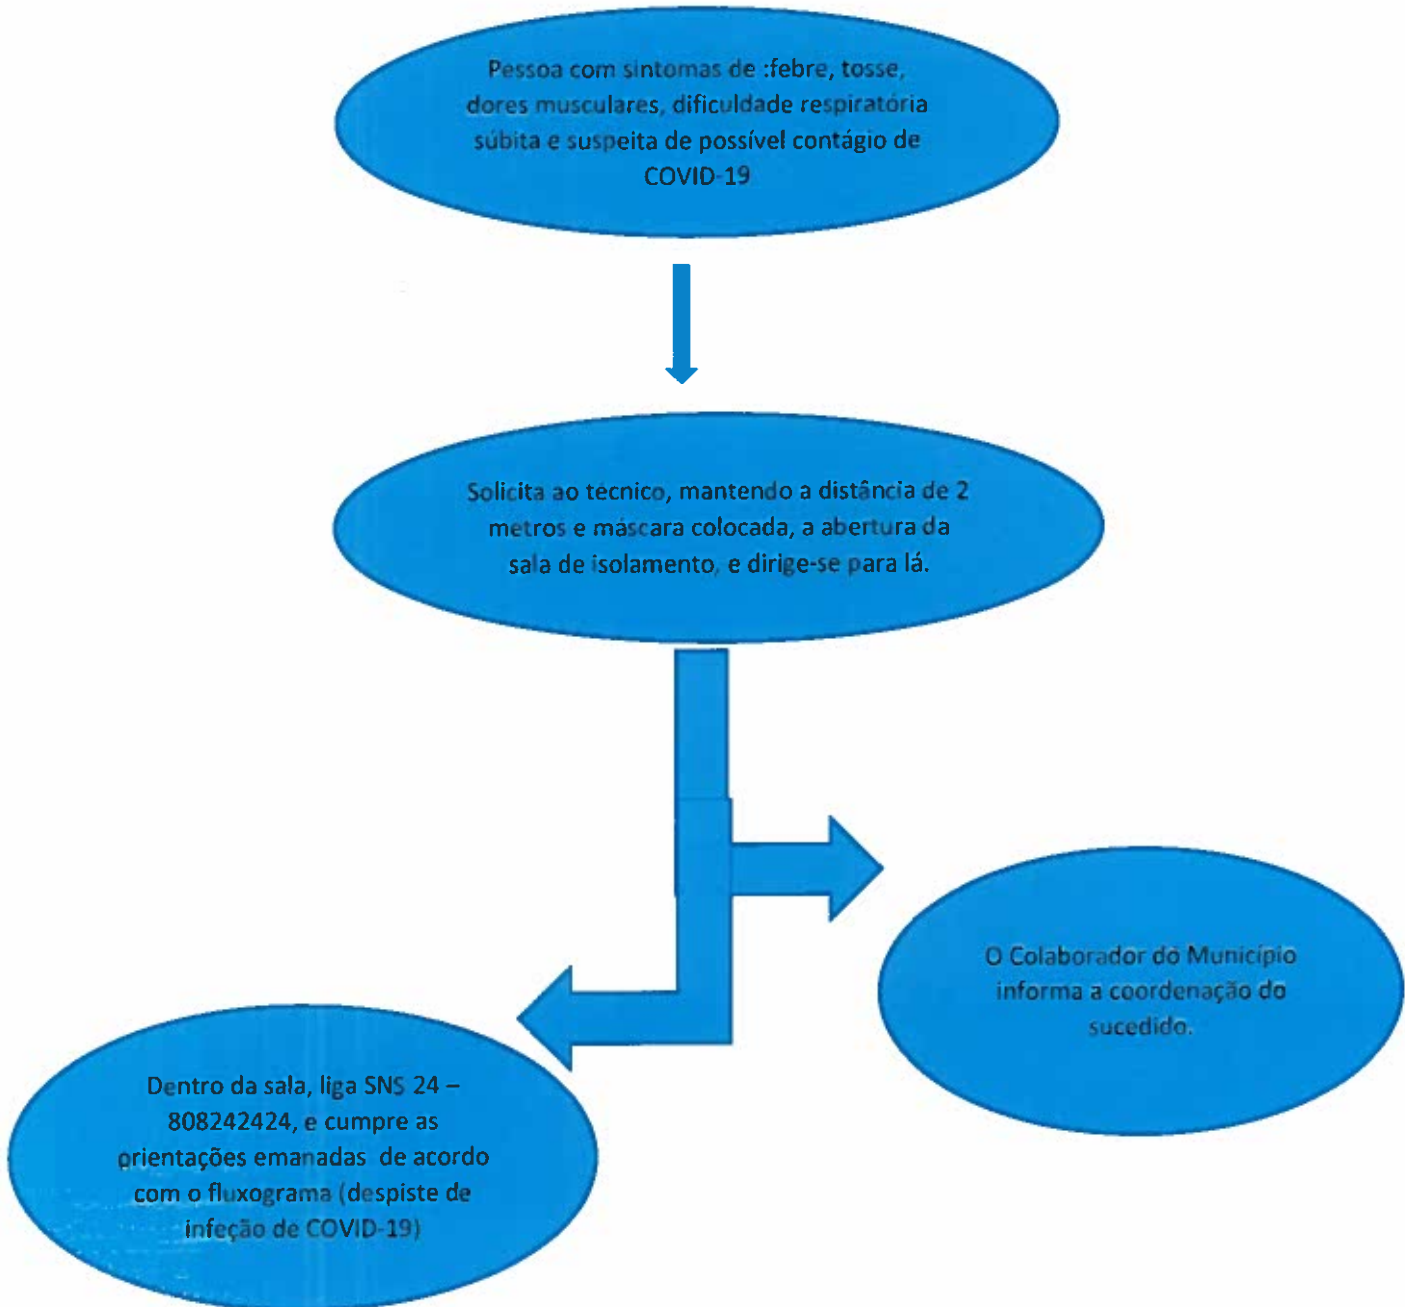 Pessoa com sintomas de :febre, tosse,
dores musculares, dificuldade respiratória
súbita e suspeita de possível contágio de
COVID-19
Solicita ao técnico, mantendo a distância de 2
metros e máscara colocada, a abertura da
sala de isolamento, e dirige-se para lá.
O Colaborador do Município
informa a coordenação do
sucedido.
Dentro da sala, liga SNS 24 –
808242424, e cumpre as
orientações emanadas de acordo
com o fluxograma (despiste de
infeção de COVID-19)